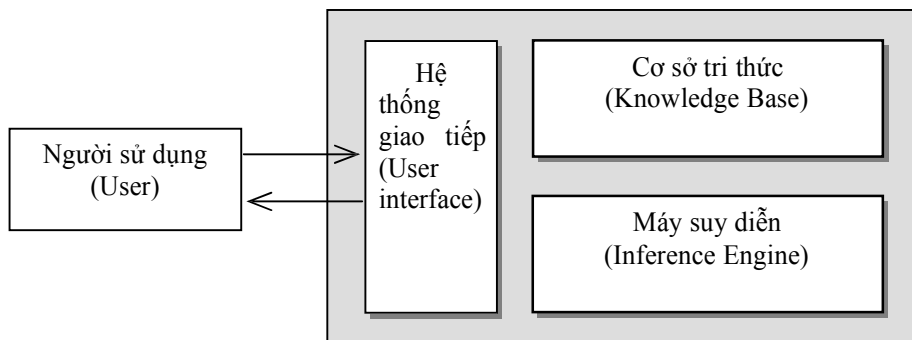 Người sử dụng
(User)
Hệ
thống
giao tiếp
(User
interface)
Cơ sở tri thức
(Knowledge Base)
Máy suy diễn
(Inference Engine)